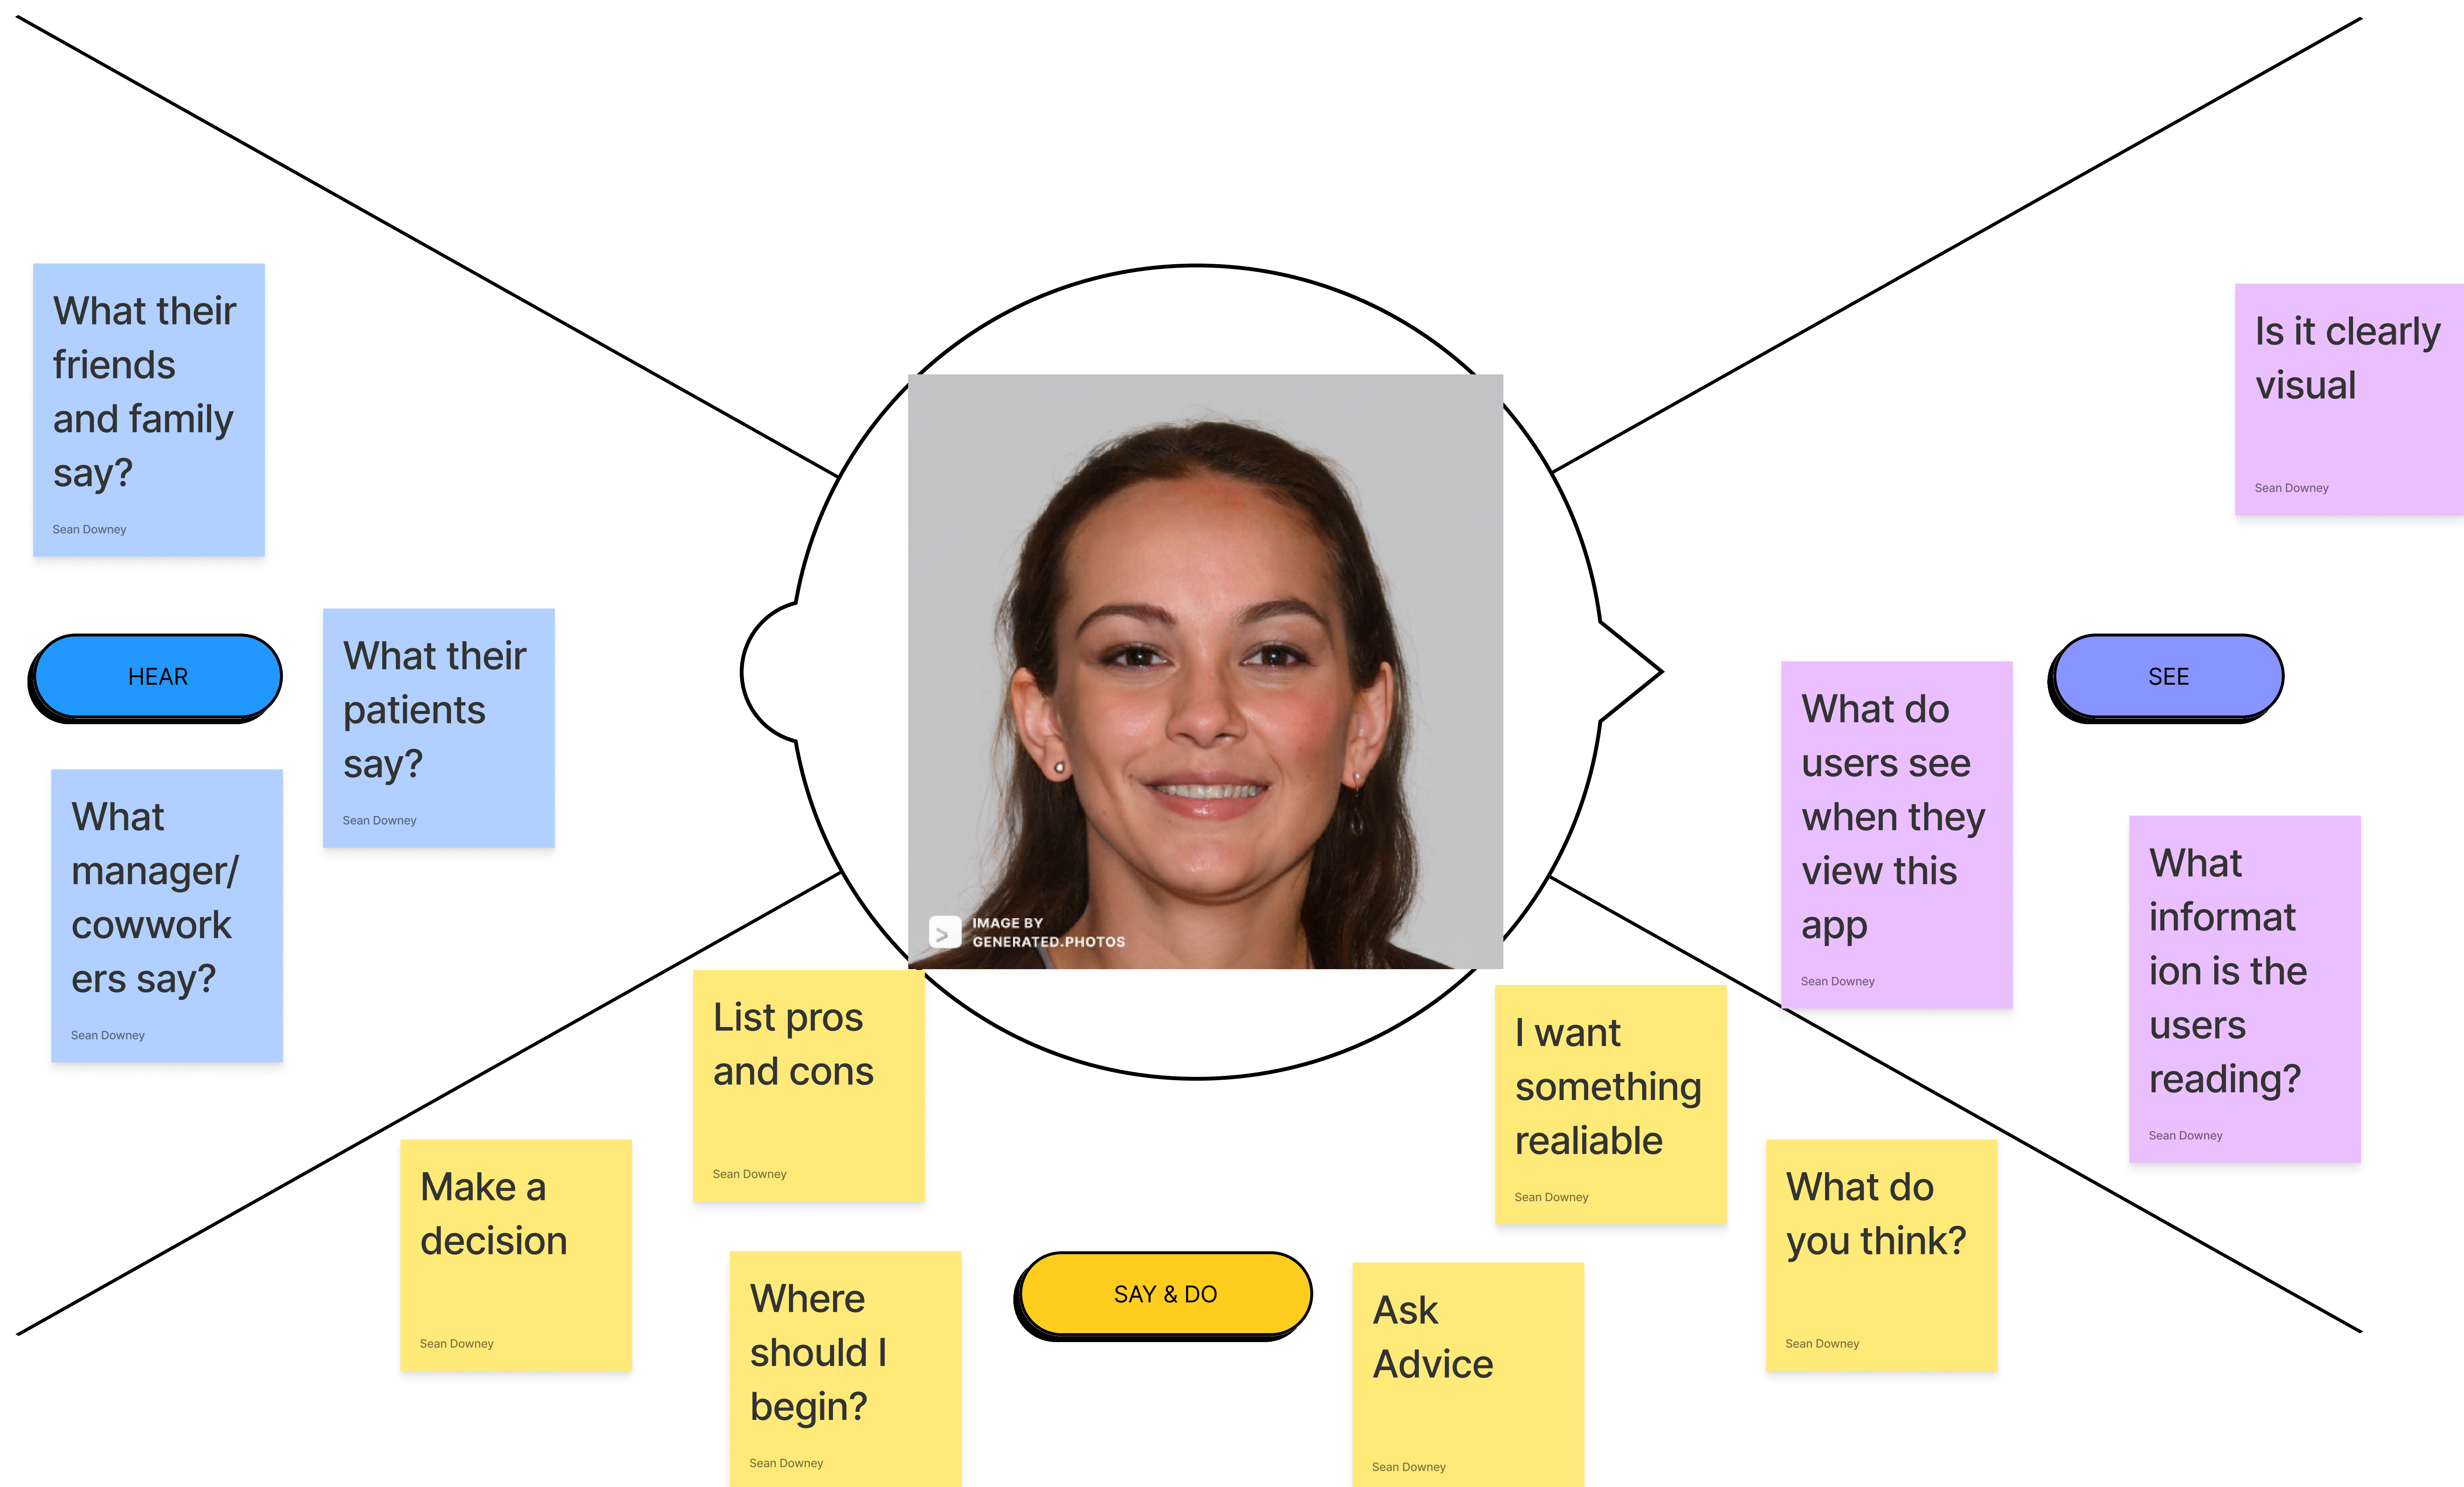 What their
friends
and family
say?
Sean Downey
HEAR
What their
patients
say?
Sean Downey
What
manager/
cowwork
ers say?
Sean Downey
IMAGE BY
GENERATED.PHOTOS
Is it clearly
visual
Sean Downey
SEE
What do
users see
when they
view this
app
Sean Downey
What
informat
ion is the
users
reading?
Sean Downey
List pros
and cons
Sean Downey
Make a
decision
Sean Downey
Where
should I
begin?
Sean Downey
SAY & DO
I want
something
realiable
Sean Downey
Ask
Advice
Sean Downey
What do
you think?
Sean Downey